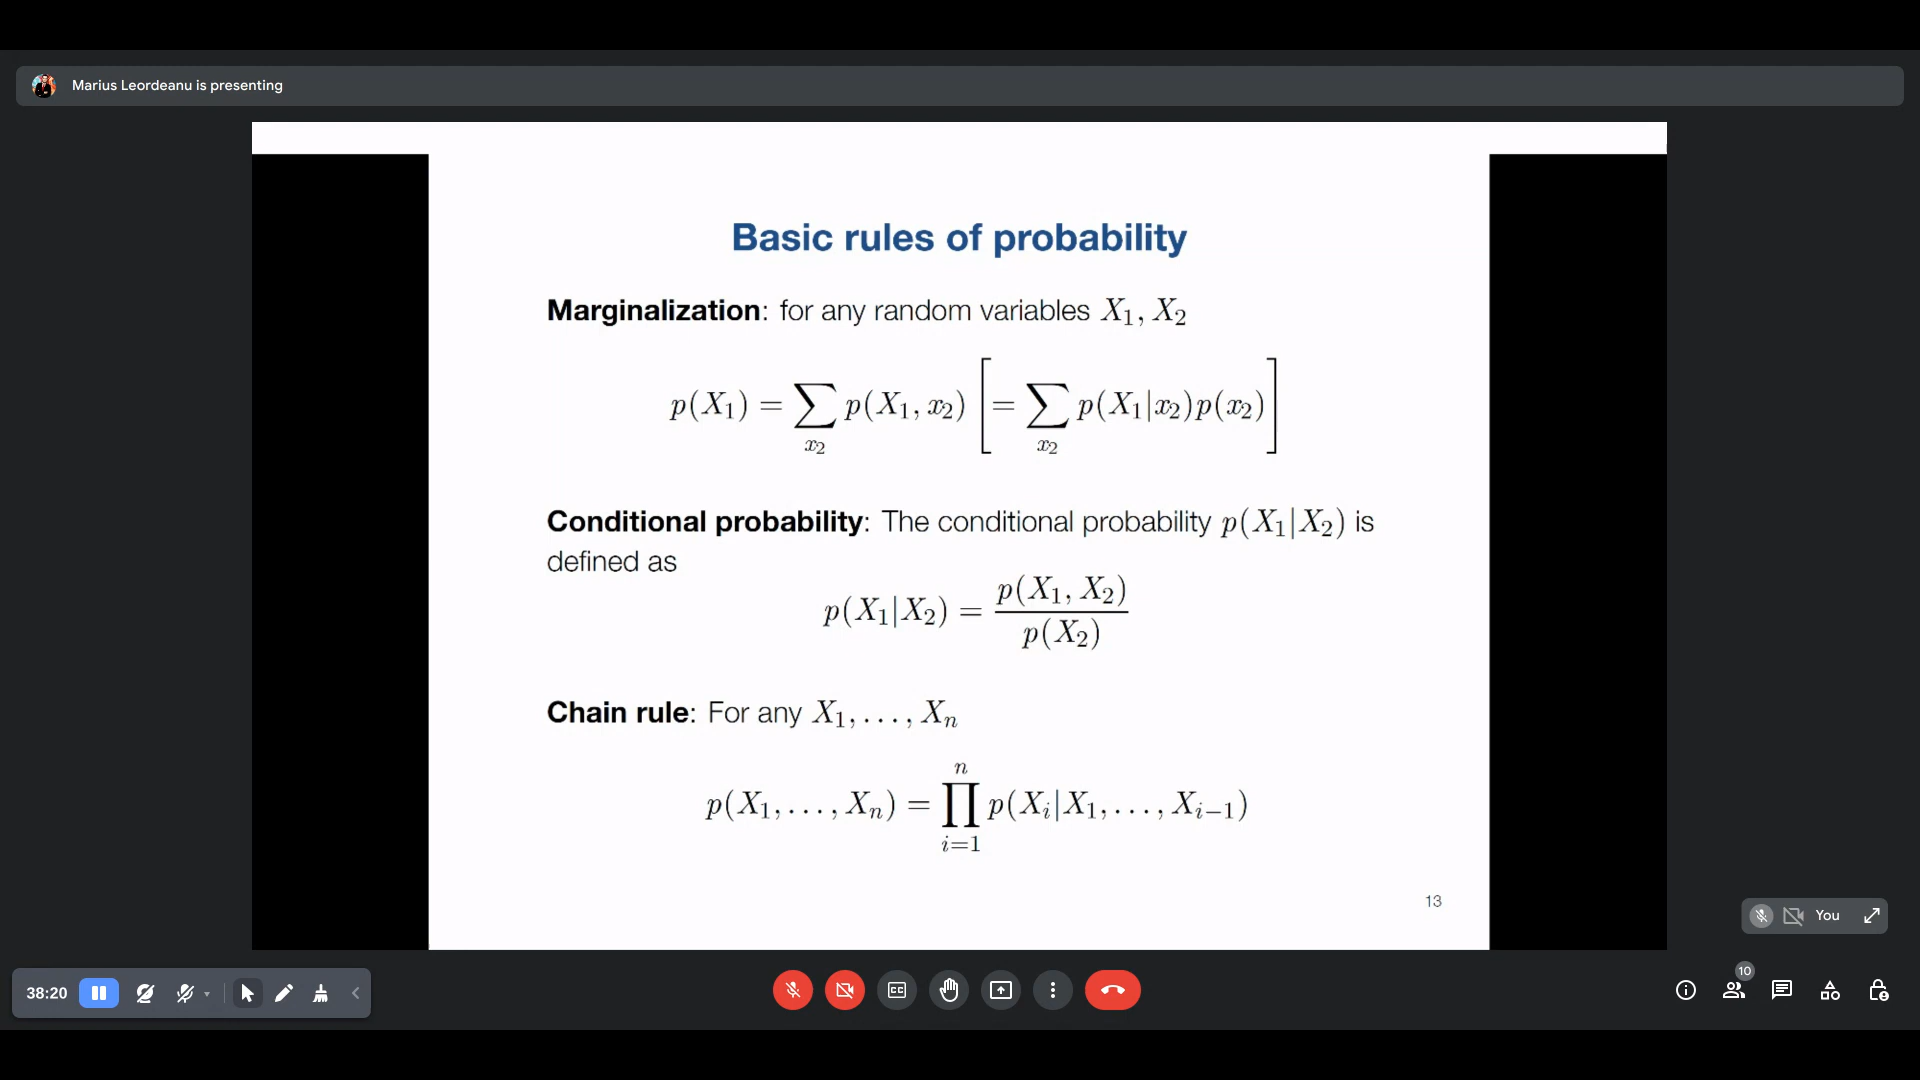 Marius Leordeanu is presenting
Basic rules of probability
Marginalization: for any random variables X₁, X₂
p(X₁) = ∑ₓ₂ p(X₁, x₂) [= ∑ₓ₂ p(X₁|x₂)p(x₂)]
Conditional probability: The conditional probability p(X₁|X₂) is
defined as
p(X₁|X₂) = p(X₁, X₂) / p(X₂)
Chain rule: For any X₁, . . . , Xₙ
p(X₁, . . . , Xₙ) = ∏ᵢ₌₁ⁿ p(Xᵢ|X₁, . . . , Xᵢ₋₁)
13
You
38:20
10